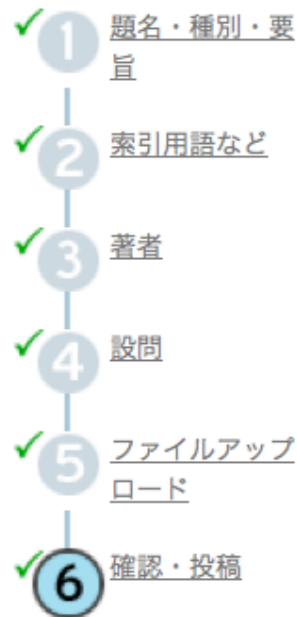 1 題名・種別・要
旨
2 索引用語など
3 著者
4 設問
5 ファイルアップ
ロード
6 確認・投稿